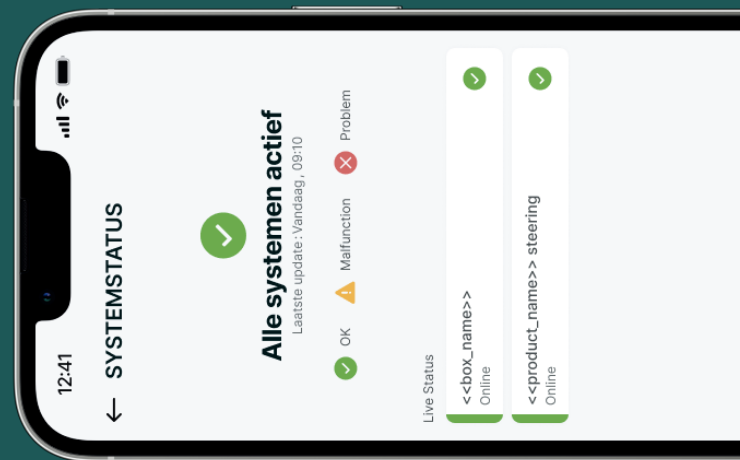 12:41
SYSTEMSTATUS
Alle systemen actief
Laatste update: Vandaag, 09:10
OK Malfunction Problem
Live Status
<<box_name>>
Online
<<product_name>> steering
Online